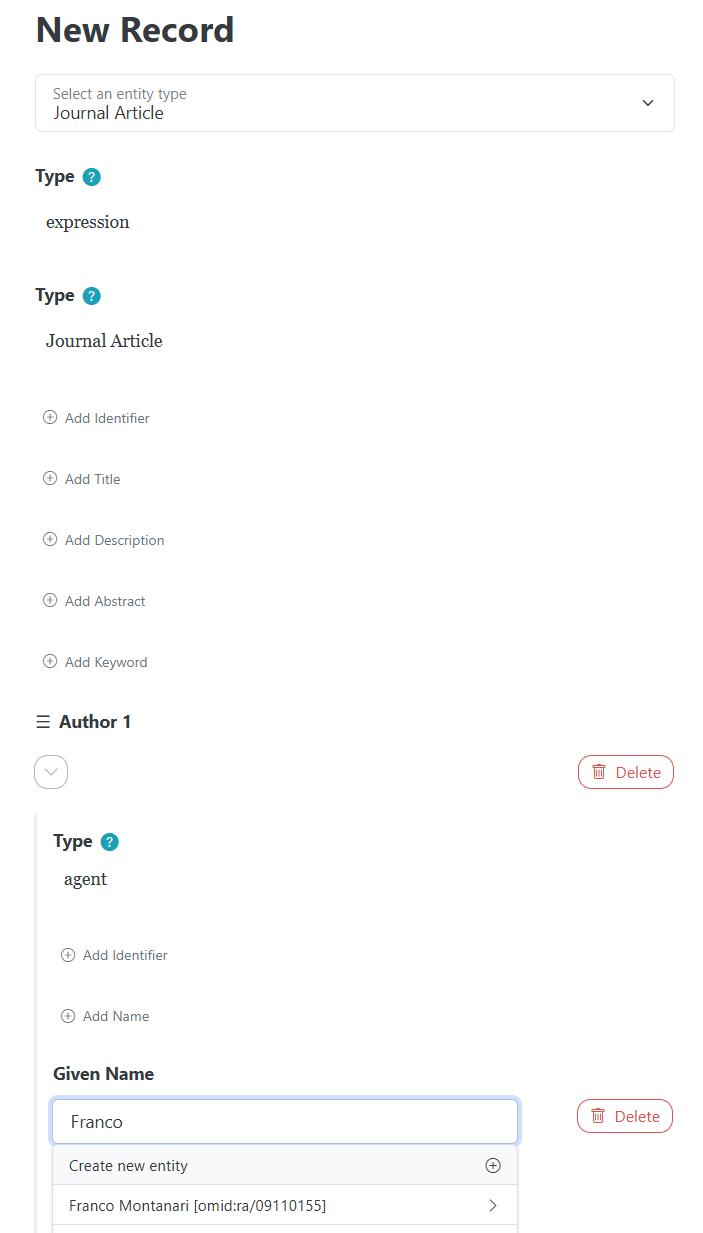 New Record
Select an entity type
Journal Article
Type ?
expression
Type ?
Journal Article
Add Identifier
Add Title
Add Description
Add Abstract
Add Keyword
Author 1
Delete
Type ?
agent
Add Identifier
Add Name
Given Name
Franco Delete
Create new entity
Franco Montanari [omid:ra/09110155]